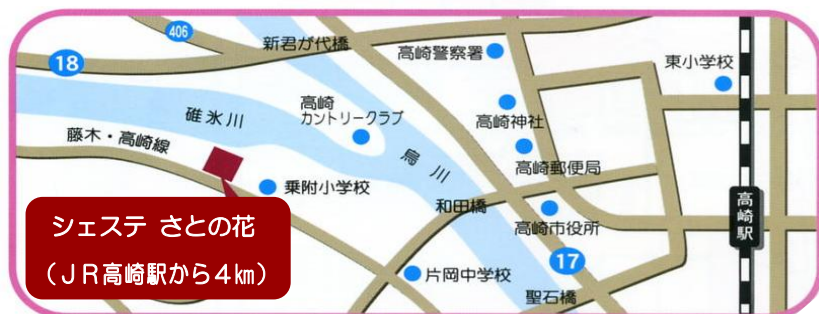 406
18
新君が代橋
高崎警察署
東小学校
碓氷川
高崎
カントリークラブ
高崎神社
藤木・高崎線
烏川
高崎郵便局
乗附小学校
和田橋
高崎市役所
高崎駅
シェステ さとの花
(JR高崎駅から4㎞)
17
片岡中学校
聖石橋